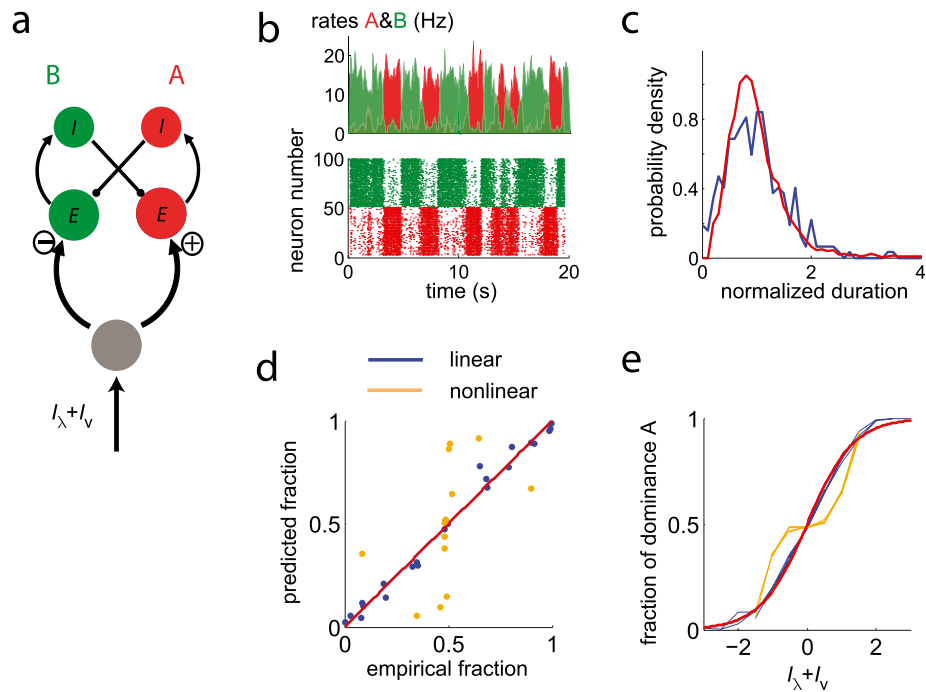 a
B A
I I
E E
− +
I_λ+I_v
b
rates A&B (Hz)
20
10
0
neuron number
100
50
0
0 10 20
time (s)
c
probability density
0.8
0.4
0
0 2 4
normalized duration
d
linear
nonlinear
predicted fraction
1
0.5
0
0 0.5 1
empirical fraction
e
fraction of dominance A
1
0.5
0
−2 0 2
I_λ+I_v